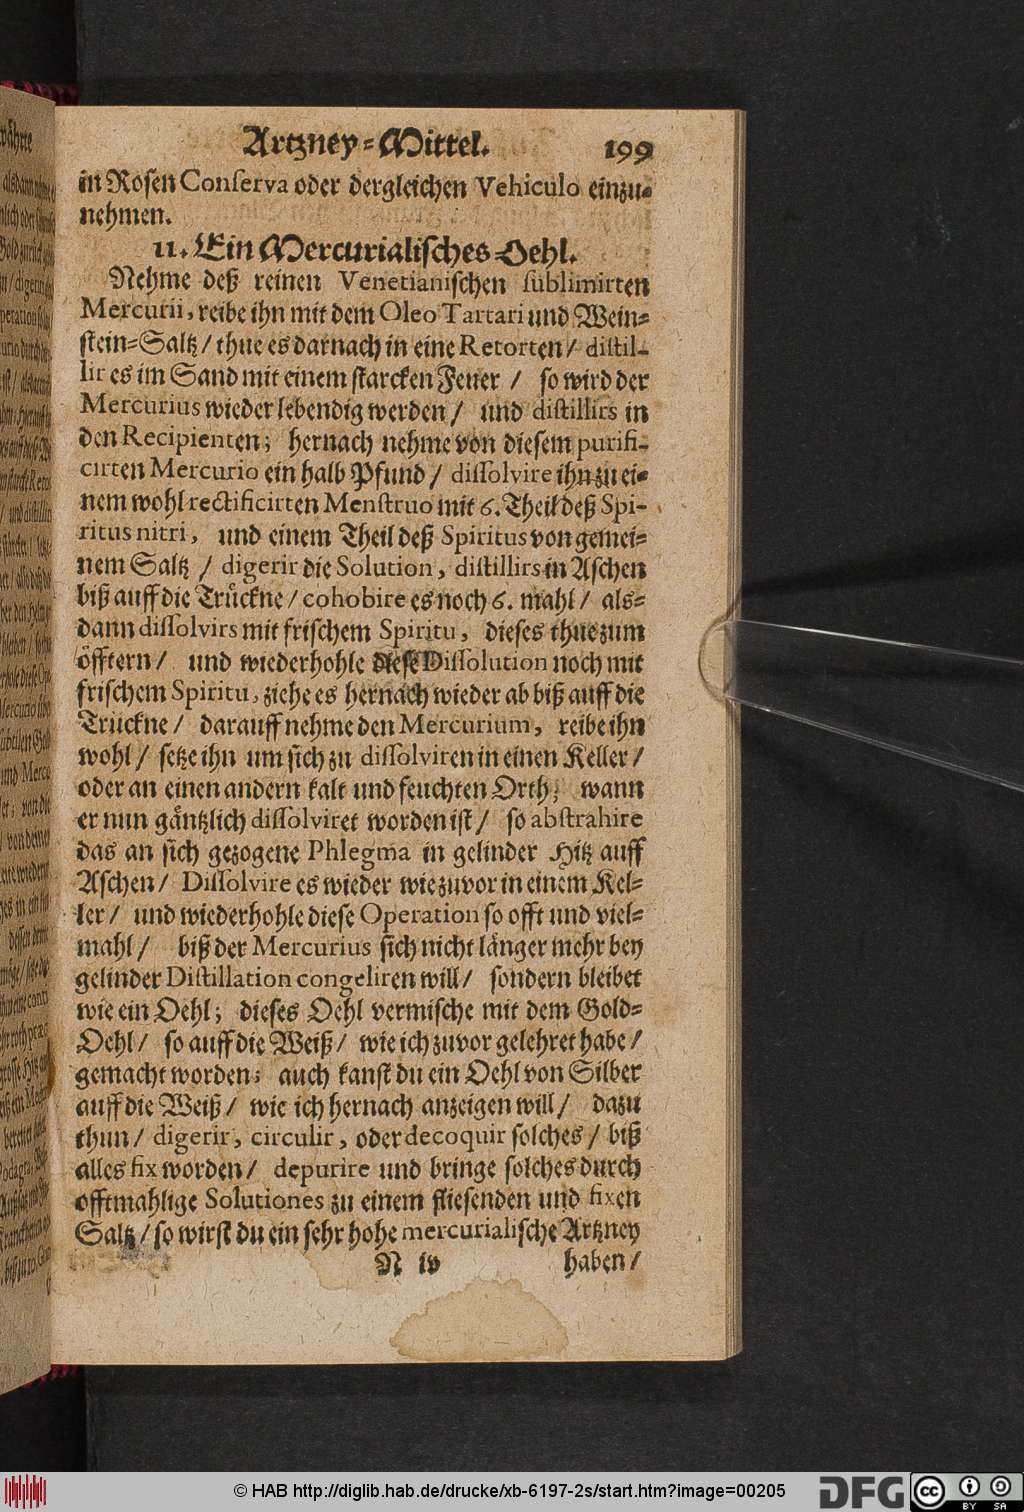 Artzney-Mittel. 199
in Rosen Conserva oder dergleichen Vehiculo einzu-
nehmen.
11. Ein Mercurialisches Oehl.
Nehme deß reinen Venetianischen sublimirten
Mercurii, reibe ihn mit dem Oleo Tartari und Wein-
stein-Saltz / thue es darnach in eine Retorten / distil-
lir es im Sand mit einem starcken Feuer / so wird der
Mercurius wieder lebendig werden / und distillirs in
den Recipienten; hernach nehme von diesem purifi-
cirten Mercurio ein halb Pfund / dissolvire ihn zu ei-
nem wohl rectificirten Menstruo mit 6. Theil deß Spi-
ritus nitri, und einem Theil deß Spiritus von gemei-
nem Saltz / digerir die Solution, distillirs in Aschen
biß auff die Trückne / cohobire es noch 6. mahl / als-
dann dissolvirs mit frischem Spiritu, dieses thue zum
öfftern / und wiederhohle diese Dissolution noch mit
frischem Spiritu, ziehe es hernach wieder ab biß auff die
Trückne / darauff nehme den Mercurium, reibe ihn
wohl / setze ihn um sich zu dissolviren in einen Keller /
oder an einen andern kalt und feuchten Orth; wann
er nun gäntzlich dissolviret worden ist / so abstrahire
das an sich gezogene Phlegma in gelinder Hitz auff
Aschen / Dissolvire es wieder wie zuvor in einem Kel-
ler / und wiederhohle diese Operation so offt und viel-
mahl / biß der Mercurius sich nicht länger mehr bey
gelinder Distillation congeliren will / sondern bleibet
wie ein Oehl; dieses Oehl vermische mit dem Gold-
Oehl / so auff die Weiß / wie ich zuvor gelehret habe /
gemacht worden; auch kanst du ein Oehl von Silber
auff die Weiß / wie ich hernach anzeigen will / dazu
thun / digerir, circulir, oder decoquir solches / biß
alles fix worden / depurire und bringe solches durch
offtmahlige Solutiones zu einem fliesenden und fixen
Saltz / so wirst du ein sehr hohe mercurialische Artzney
N iv haben /
© HAB http://diglib.hab.de/drucke/xb-6197-2s/start.htm?image=00205
DFG
cc
BY SA